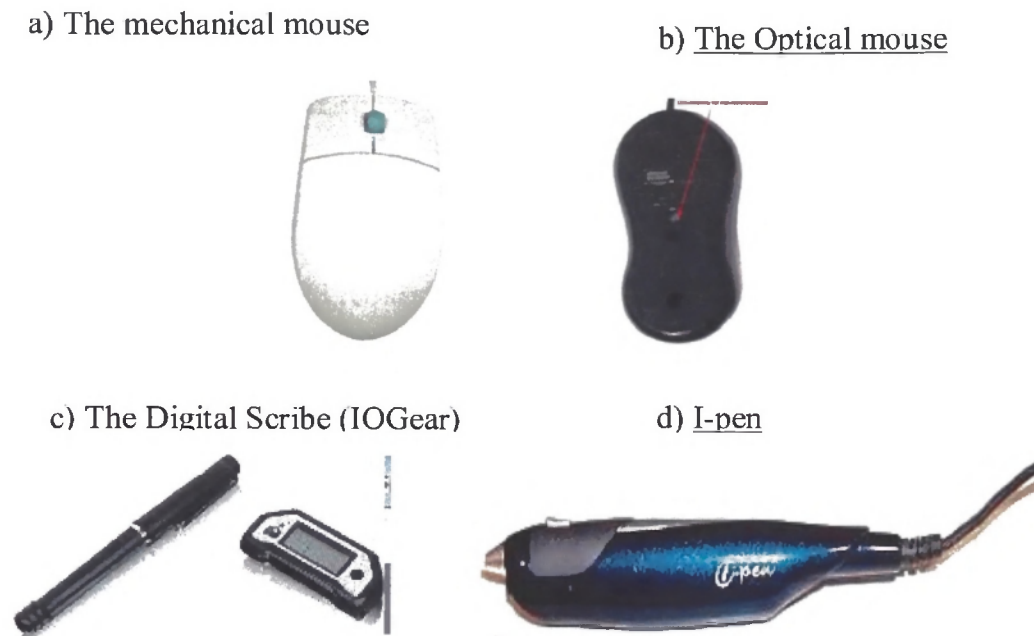 a) The mechanical mouse
b) The Optical mouse
c) The Digital Scribe (IOGear)
d) I-pen
i-pen